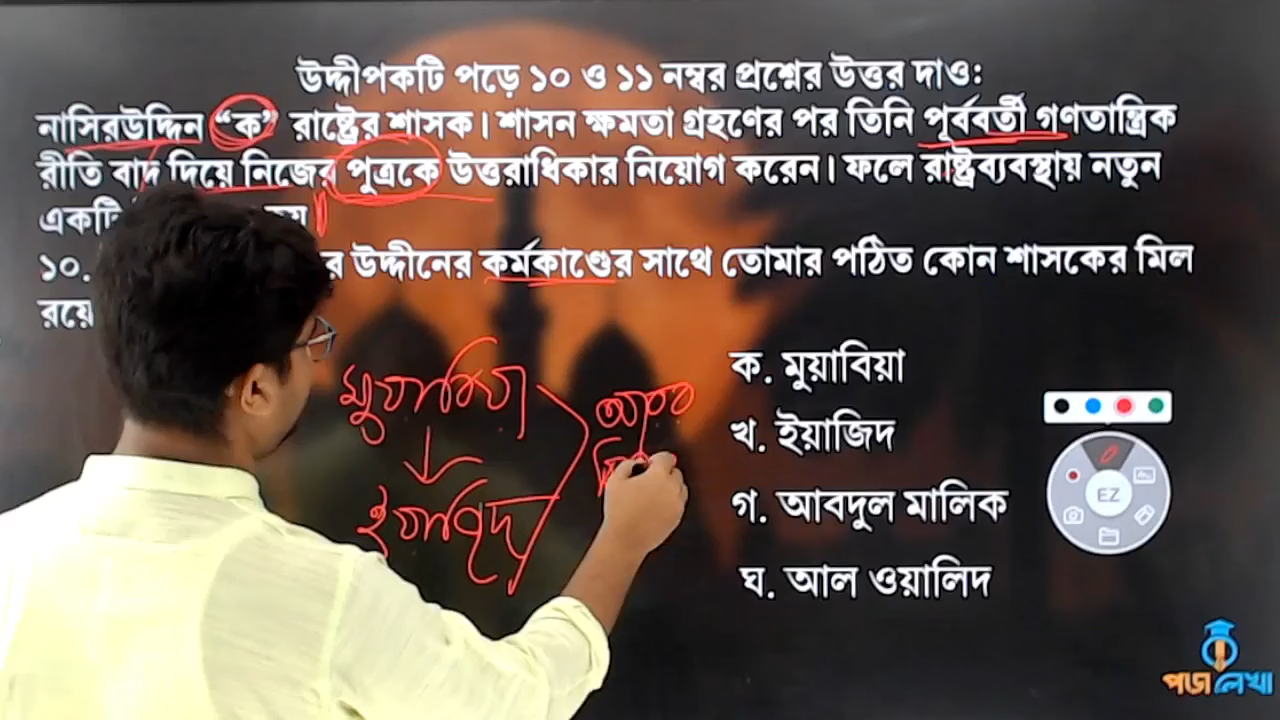 উদ্দীপকটি পড়ে ১০ ও ১১ নম্বর প্রশ্নের উত্তর দাও:
নাসিরউদ্দিন “ক” রাষ্ট্রের শাসক। শাসন ক্ষমতা গ্রহণের পর তিনি পূর্ববর্তী গণতান্ত্রিক
রীতি বাদ দিয়ে নিজের পুত্রকে উত্তরাধিকার নিয়োগ করেন। ফলে রাষ্ট্রব্যবস্থায় নতুন
একটি
১০. র উদ্দীনের কর্মকাণ্ডের সাথে তোমার পঠিত কোন শাসকের মিল
রয়ে
ক. মুয়াবিয়া
খ. ইয়াজিদ
গ. আবদুল মালিক
ঘ. আল ওয়ালিদ
মুয়াবিয়া
ইয়াযিদ
EZ
পড়া লেখা